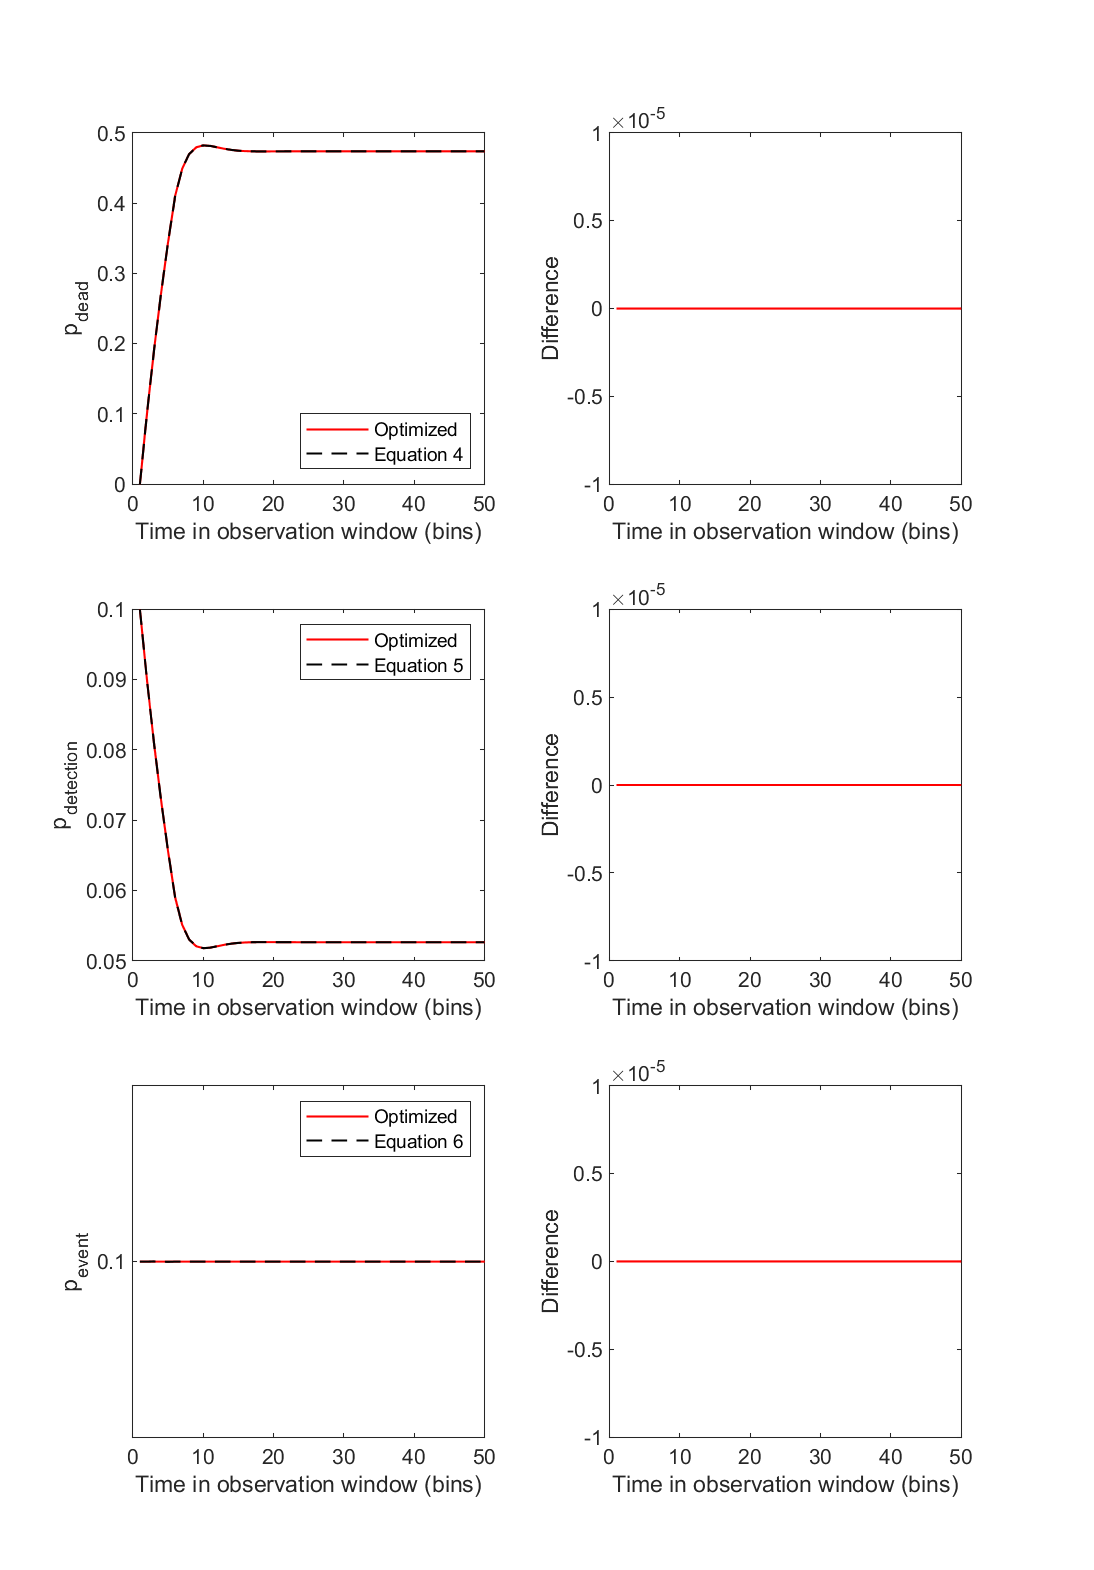 0.5
0.4
0.3
0.2
0.1
0
p_dead
Optimized
Equation 4
0 10 20 30 40 50
Time in observation window (bins)
×10^-5
1
0.5
0
-0.5
-1
Difference
0 10 20 30 40 50
Time in observation window (bins)
0.1
0.09
0.08
0.07
0.06
0.05
p_detection
Optimized
Equation 5
0 10 20 30 40 50
Time in observation window (bins)
×10^-5
1
0.5
0
-0.5
-1
Difference
0 10 20 30 40 50
Time in observation window (bins)
0.1
p_event
Optimized
Equation 6
0 10 20 30 40 50
Time in observation window (bins)
×10^-5
1
0.5
0
-0.5
-1
Difference
0 10 20 30 40 50
Time in observation window (bins)